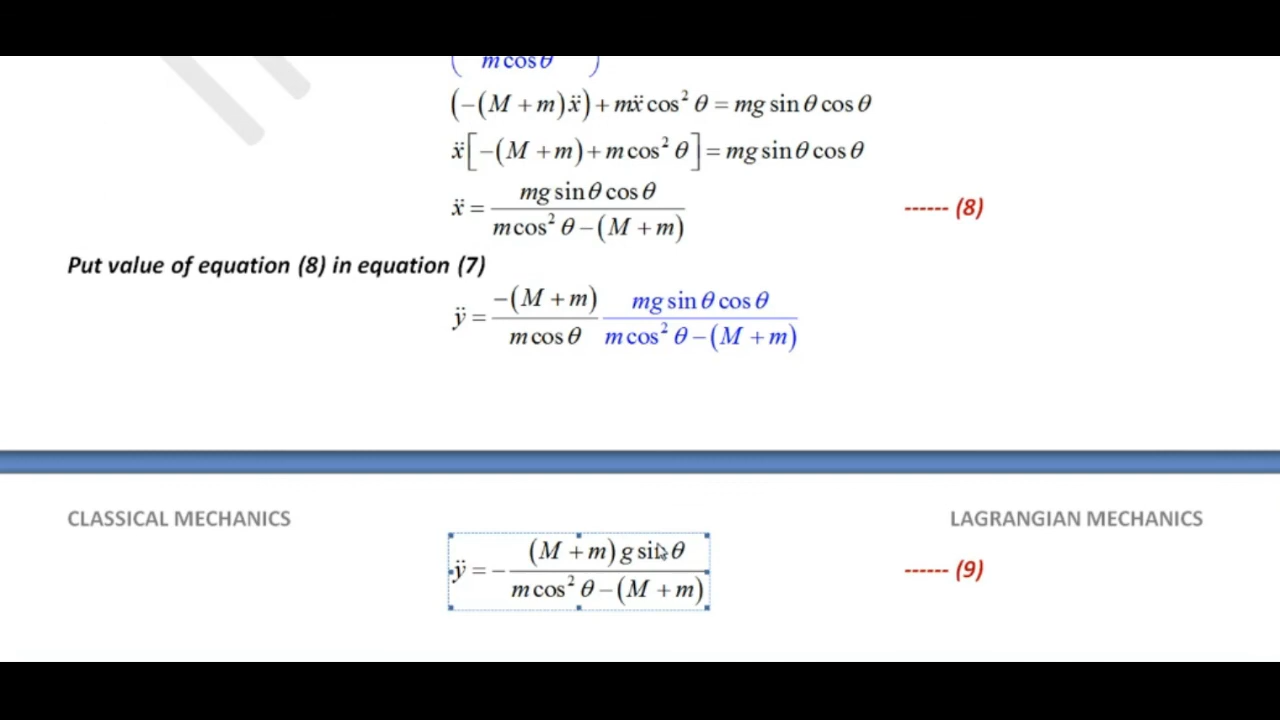 ( m cos θ )
(−(M + m)ẍ) + mẍ cos² θ = mg sin θ cos θ
ẍ[−(M + m) + m cos² θ] = mg sin θ cos θ
ẍ = mg sin θ cos θ / m cos² θ − (M + m) ------ (8)
Put value of equation (8) in equation (7)
ÿ = −(M + m) / m cos θ mg sin θ cos θ / m cos² θ − (M + m)
CLASSICAL MECHANICS LAGRANGIAN MECHANICS
ÿ = − (M + m) g sin θ / m cos² θ − (M + m) ------ (9)